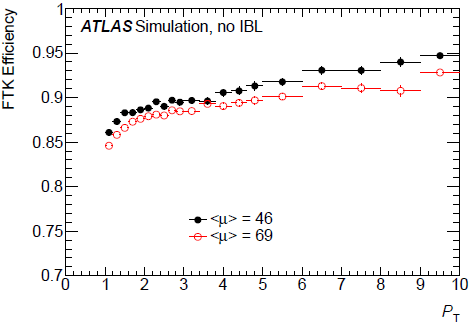 ATLAS Simulation, no IBL
FTK Efficiency
1
0.95
0.9
0.85
0.8
0.75
0.7
<μ> = 46
<μ> = 69
0 1 2 3 4 5 6 7 8 9 10
P_T